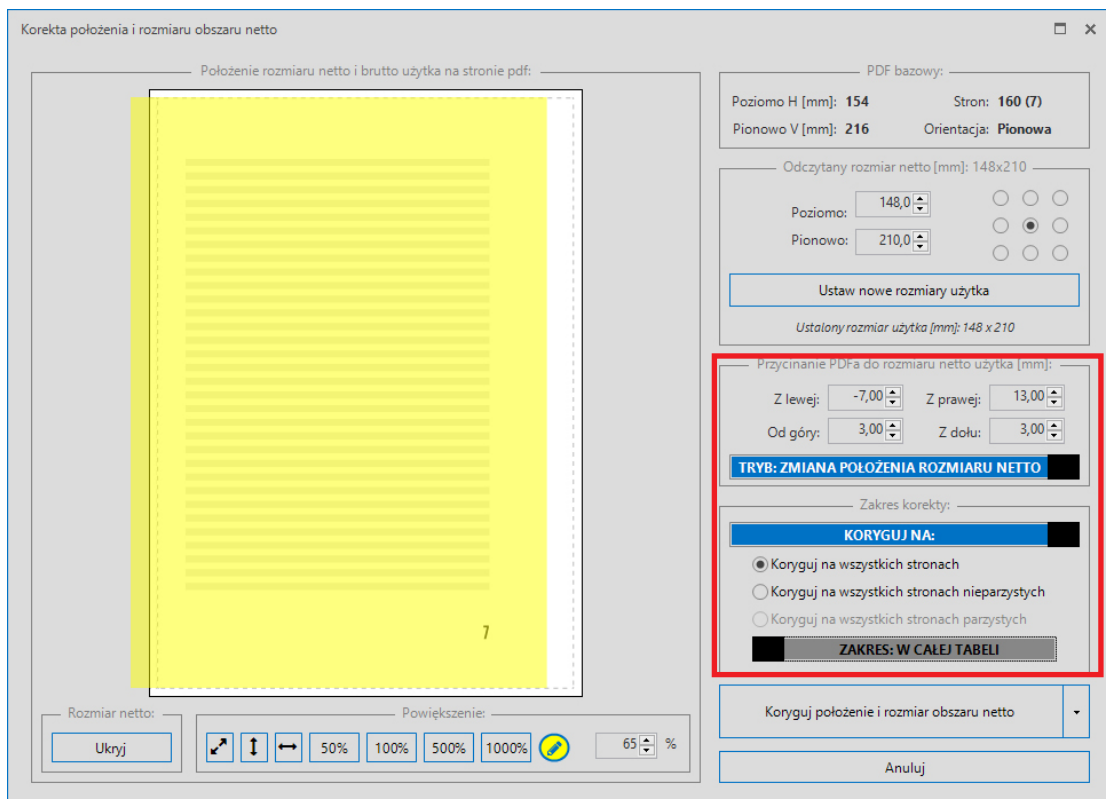 Korekta położenia i rozmiaru obszaru netto
Położenie rozmiaru netto i brutto użytka na stronie pdf:
7
Rozmiar netto:
Ukryj
Powiększenie:
50%
100%
500%
1000%
65 %
PDF bazowy:
Poziomo H [mm]: 154 Stron: 160 (7)
Pionowo V [mm]: 216 Orientacja: Pionowa
Odczytany rozmiar netto [mm]: 148x210
Poziomo: 148,0
Pionowo: 210,0
Ustaw nowe rozmiary użytka
Ustalony rozmiar użytka [mm]: 148 x 210
Przycinanie PDFa do rozmiaru netto użytka [mm]:
Z lewej: -7,00 Z prawej: 13,00
Od góry: 3,00 Z dołu: 3,00
TRYB: ZMIANA POŁOŻENIA ROZMIARU NETTO
Zakres korekty:
KORYGUJ NA:
Koryguj na wszystkich stronach
Koryguj na wszystkich stronach nieparzystych
Koryguj na wszystkich stronach parzystych
ZAKRES: W CAŁEJ TABELI
Koryguj położenie i rozmiar obszaru netto
Anuluj